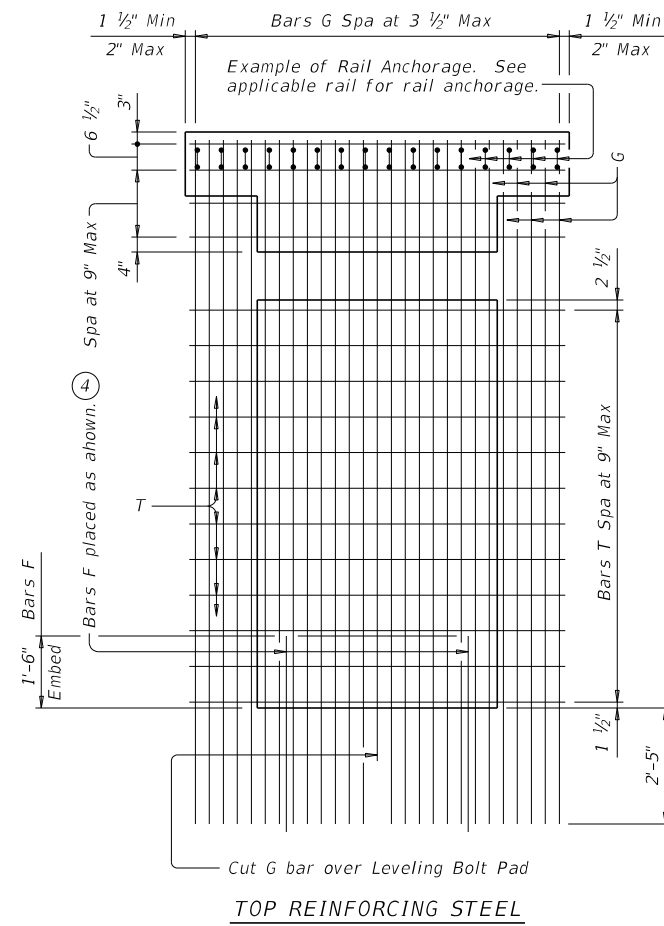 1 ½" Min
2" Max
Bars G Spa at 3 ½" Max
1 ½" Min
2" Max
Example of Rail Anchorage. See
applicable rail for rail anchorage.
3"
6 ½"
Spa at 9" Max
4"
G
2 ½"
4
Bars F placed as ahown.
T
Bars T Spa at 9" Max
Bars F
1'-6"
Embed
1 ½"
2'-5"
Cut G bar over Leveling Bolt Pad
TOP REINFORCING STEEL